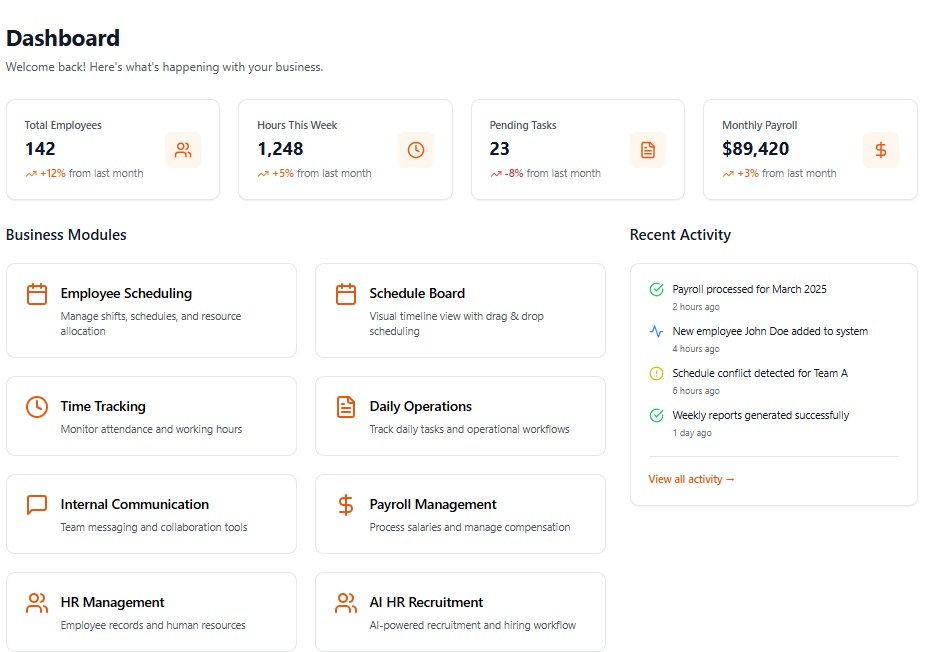 Dashboard
Welcome back! Here's what's happening with your business.
Total Employees
142
+12% from last month
Hours This Week
1,248
+5% from last month
Pending Tasks
23
-8% from last month
Monthly Payroll
$89,420
+3% from last month
Business Modules
Employee Scheduling
Manage shifts, schedules, and resource
allocation
Schedule Board
Visual timeline view with drag & drop
scheduling
Time Tracking
Monitor attendance and working hours
Daily Operations
Track daily tasks and operational workflows
Internal Communication
Team messaging and collaboration tools
Payroll Management
Process salaries and manage compensation
HR Management
Employee records and human resources
AI HR Recruitment
AI-powered recruitment and hiring workflow
Recent Activity
Payroll processed for March 2025
2 hours ago
New employee John Doe added to system
4 hours ago
Schedule conflict detected for Team A
6 hours ago
Weekly reports generated successfully
1 day ago
View all activity →